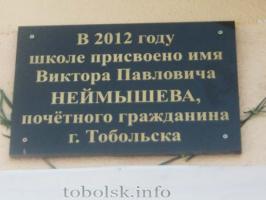 В 2012 году
школе присвоено имя
Виктора Павловича
НЕЙМЫШЕВА,
почётного гражданина
г. Тобольска
tobolsk.info